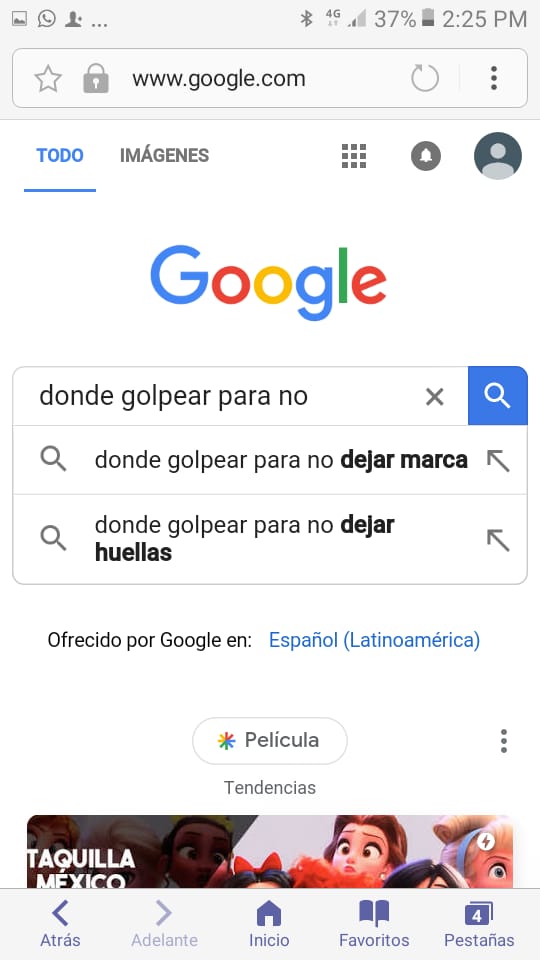 ... 4G 37% 2:25 PM
www.google.com
TODO IMÁGENES
Google
donde golpear para no
donde golpear para no dejar marca
donde golpear para no dejar
huellas
Ofrecido por Google en: Español (Latinoamérica)
Película
Tendencias
TAQUILLA
MÉXICO
Atrás Adelante Inicio Favoritos 4 Pestañas